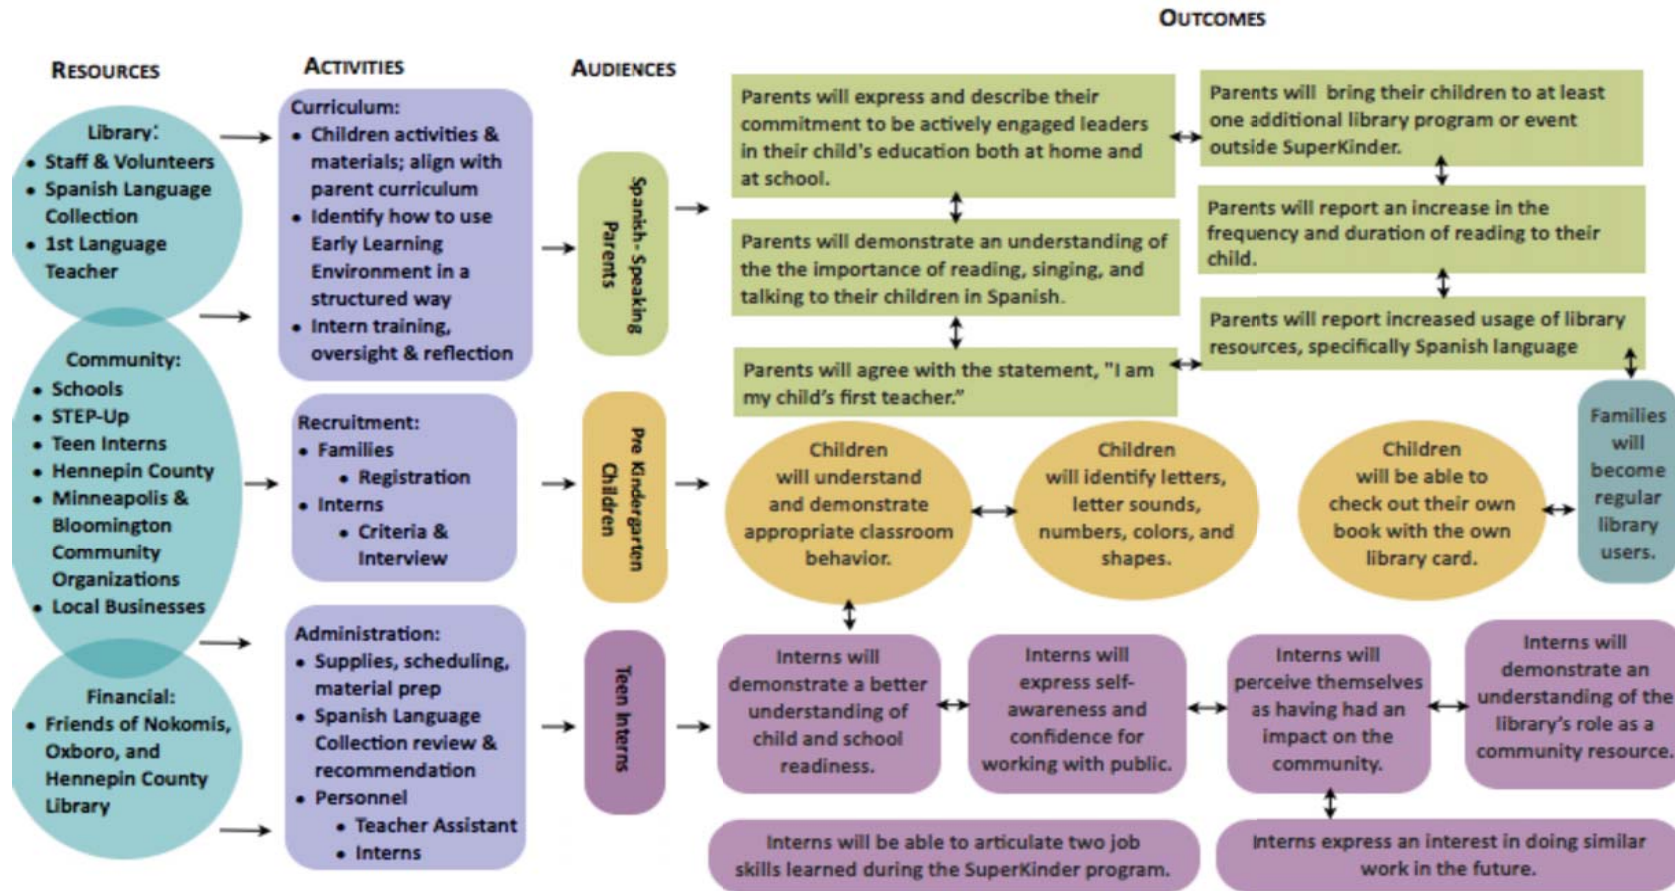 OUTCOMES
RESOURCES
ACTIVITIES
AUDIENCES
Library:
• Staff & Volunteers
• Spanish Language
Collection
• 1st Language
Teacher
Community:
• Schools
• STEP-Up
• Teen Interns
• Hennepin County
• Minneapolis &
Bloomington
Community
Organizations
• Local Businesses
Financial:
• Friends of Nokomis,
Oxboro, and
Hennepin County
Library
Curriculum:
• Children activities &
materials; align with
parent curriculum
• Identify how to use
Early Learning
Environment in a
structured way
• Intern training,
oversight & reflection
Recruitment:
• Families
• Registration
• Interns
• Criteria &
Interview
Administration:
• Supplies, scheduling,
material prep
• Spanish Language
Collection review &
recommendation
• Personnel
• Teacher Assistant
• Interns
Spanish-Speaking
Parents
Pre Kindergarten
Children
Teen Interns
Parents will express and describe their
commitment to be actively engaged leaders
in their child's education both at home and
at school.
Parents will bring their children to at least
one additional library program or event
outside SuperKinder.
Parents will demonstrate an understanding of
the the importance of reading, singing, and
talking to their children in Spanish.
Parents will report an increase in the
frequency and duration of reading to their
child.
Parents will agree with the statement, "I am
my child's first teacher.”
Parents will report increased usage of library
resources, specifically Spanish language
Families
will
become
regular
library
users.
Children
will understand
and demonstrate
appropriate classroom
behavior.
Children
will identify letters,
letter sounds,
numbers, colors, and
shapes.
Children
will be able to
check out their own
book with the own
library card.
Interns will
demonstrate a better
understanding of
child and school
readiness.
Interns will
express self-
awareness and
confidence for
working with public.
Interns will
perceive themselves
as having had an
impact on the
community.
Interns will
demonstrate an
understanding of the
library's role as a
community resource.
Interns will be able to articulate two job
skills learned during the SuperKinder program.
Interns express an interest in doing similar
work in the future.